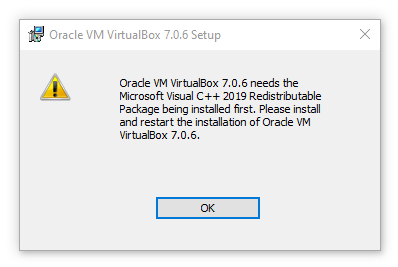 Oracle VM VirtualBox 7.0.6 Setup
Oracle VM VirtualBox 7.0.6 needs the
Microsoft Visual C++ 2019 Redistributable
Package being installed first. Please install
and restart the installation of Oracle VM
VirtualBox 7.0.6.
OK